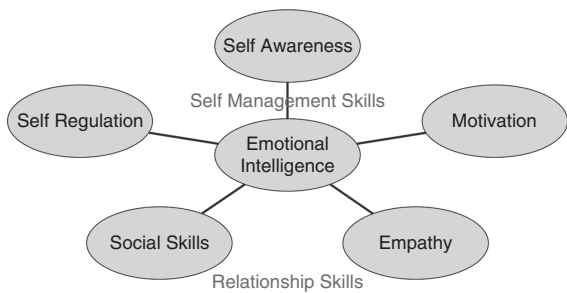 Self Awareness
Self Management Skills
Self Regulation
Motivation
Emotional
Intelligence
Social Skills
Empathy
Relationship Skills